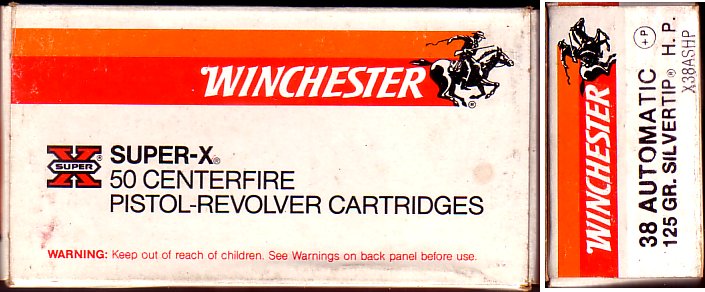 WINCHESTER
®
X SUPER ®
SUPER-X®
50 CENTERFIRE
PISTOL-REVOLVER CARTRIDGES
WARNING: Keep out of reach of children. See Warnings on back panel before use.
WINCHESTER
38 AUTOMATIC +P
125 GR. SILVERTIP® H.P.
X38ASHP